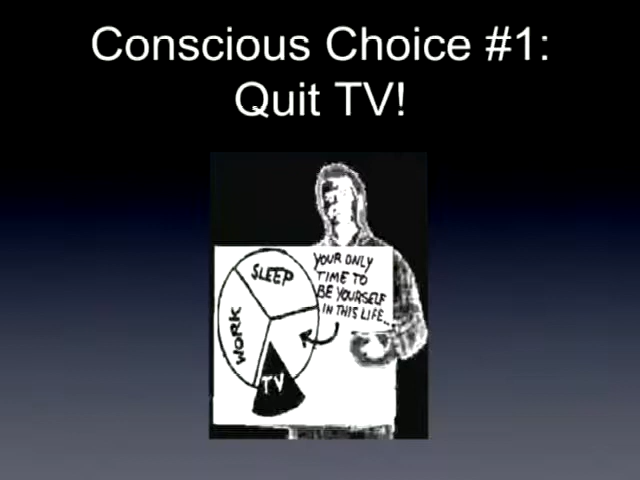 Conscious Choice #1:
Quit TV!
SLEEP
YOUR ONLY
TIME TO
BE YOURSELF
IN THIS LIFE...
WORK
TV